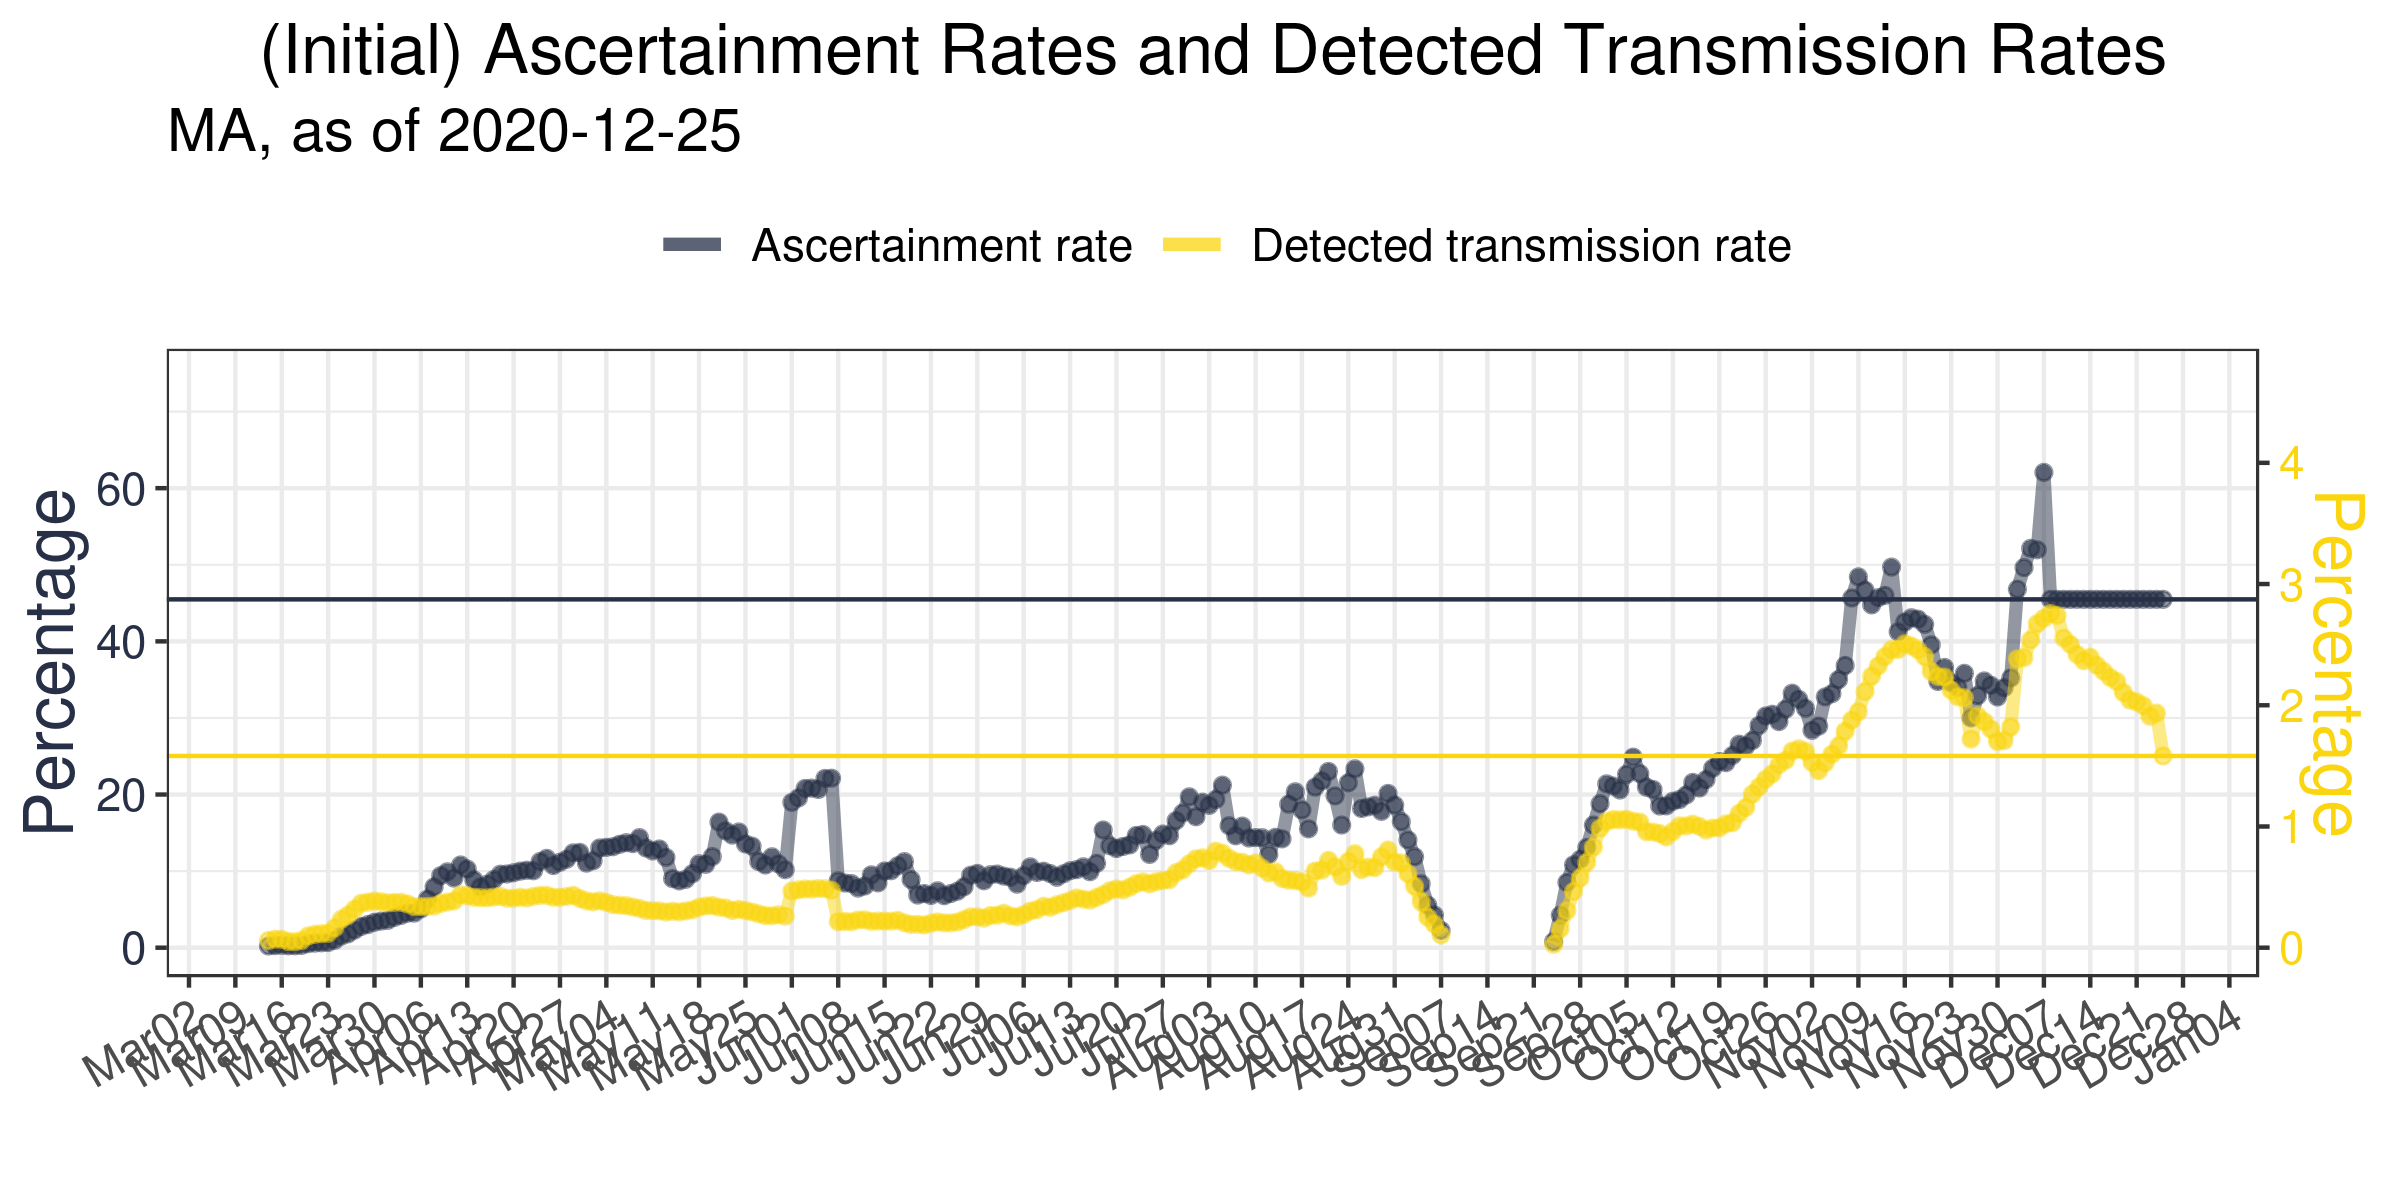 (Initial) Ascertainment Rates and Detected Transmission Rates
MA, as of 2020-12-25
Ascertainment rate
Detected transmission rate
Percentage
60
40
20
0
4
3
2
1
0
Percentage
Mar02
Mar09
Mar16
Mar23
Mar30
Apr06
Apr13
Apr20
Apr27
May04
May11
May18
May25
Jun01
Jun08
Jun15
Jun22
Jun29
Jul06
Jul13
Jul20
Jul27
Aug03
Aug10
Aug17
Aug24
Aug31
Sep07
Sep14
Sep21
Sep28
Oct05
Oct12
Oct19
Oct26
Nov02
Nov09
Nov16
Nov23
Nov30
Dec07
Dec14
Dec21
Dec28
Jan04